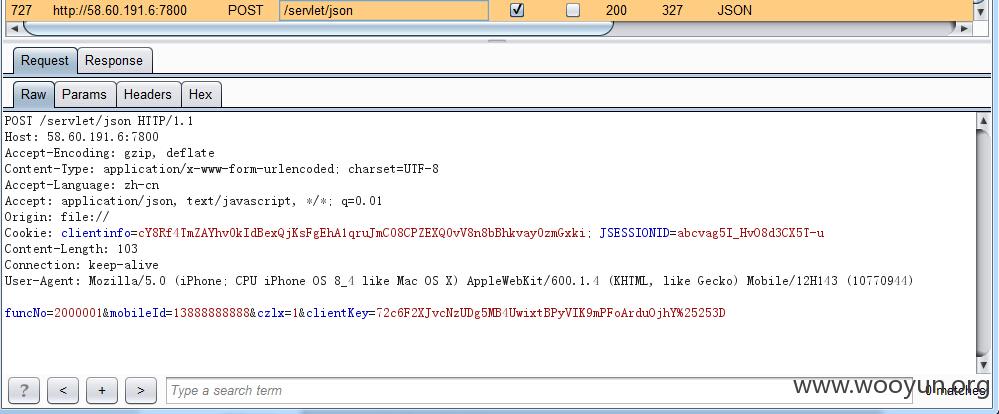 727 http://58.60.191.6:7800 POST /servlet/json 200 327 JSON
Request Response
Raw Params Headers Hex
POST /servlet/json HTTP/1.1
Host: 58.60.191.6:7800
Accept-Encoding: gzip, deflate
Content-Type: application/x-www-form-urlencoded; charset=UTF-8
Accept-Language: zh-cn
Accept: application/json, text/javascript, */*; q=0.01
Origin: file://
Cookie: clientinfo=cY8Rf4TmZAYhv0kIdBexQjKsFgEhA1qruJmC08CPZEXQ0vV8n8bBhkvay0zmGxki; JSESSIONID=abcvag5I_HvO8d3CX5T-u
Content-Length: 103
Connection: keep-alive
User-Agent: Mozilla/5.0 (iPhone; CPU iPhone OS 8_4 like Mac OS X) AppleWebKit/600.1.4 (KHTML, like Gecko) Mobile/12H143 (10770944)
funcNo=2000001&mobileId=13888888888&czlx=1&clientKey=72c6F2XJvcNzUDg5MB4UwixtBPyVIK9mPFoArduOjhY%25253D
? < + > Type a search term 0 matches
www.wooyun.org